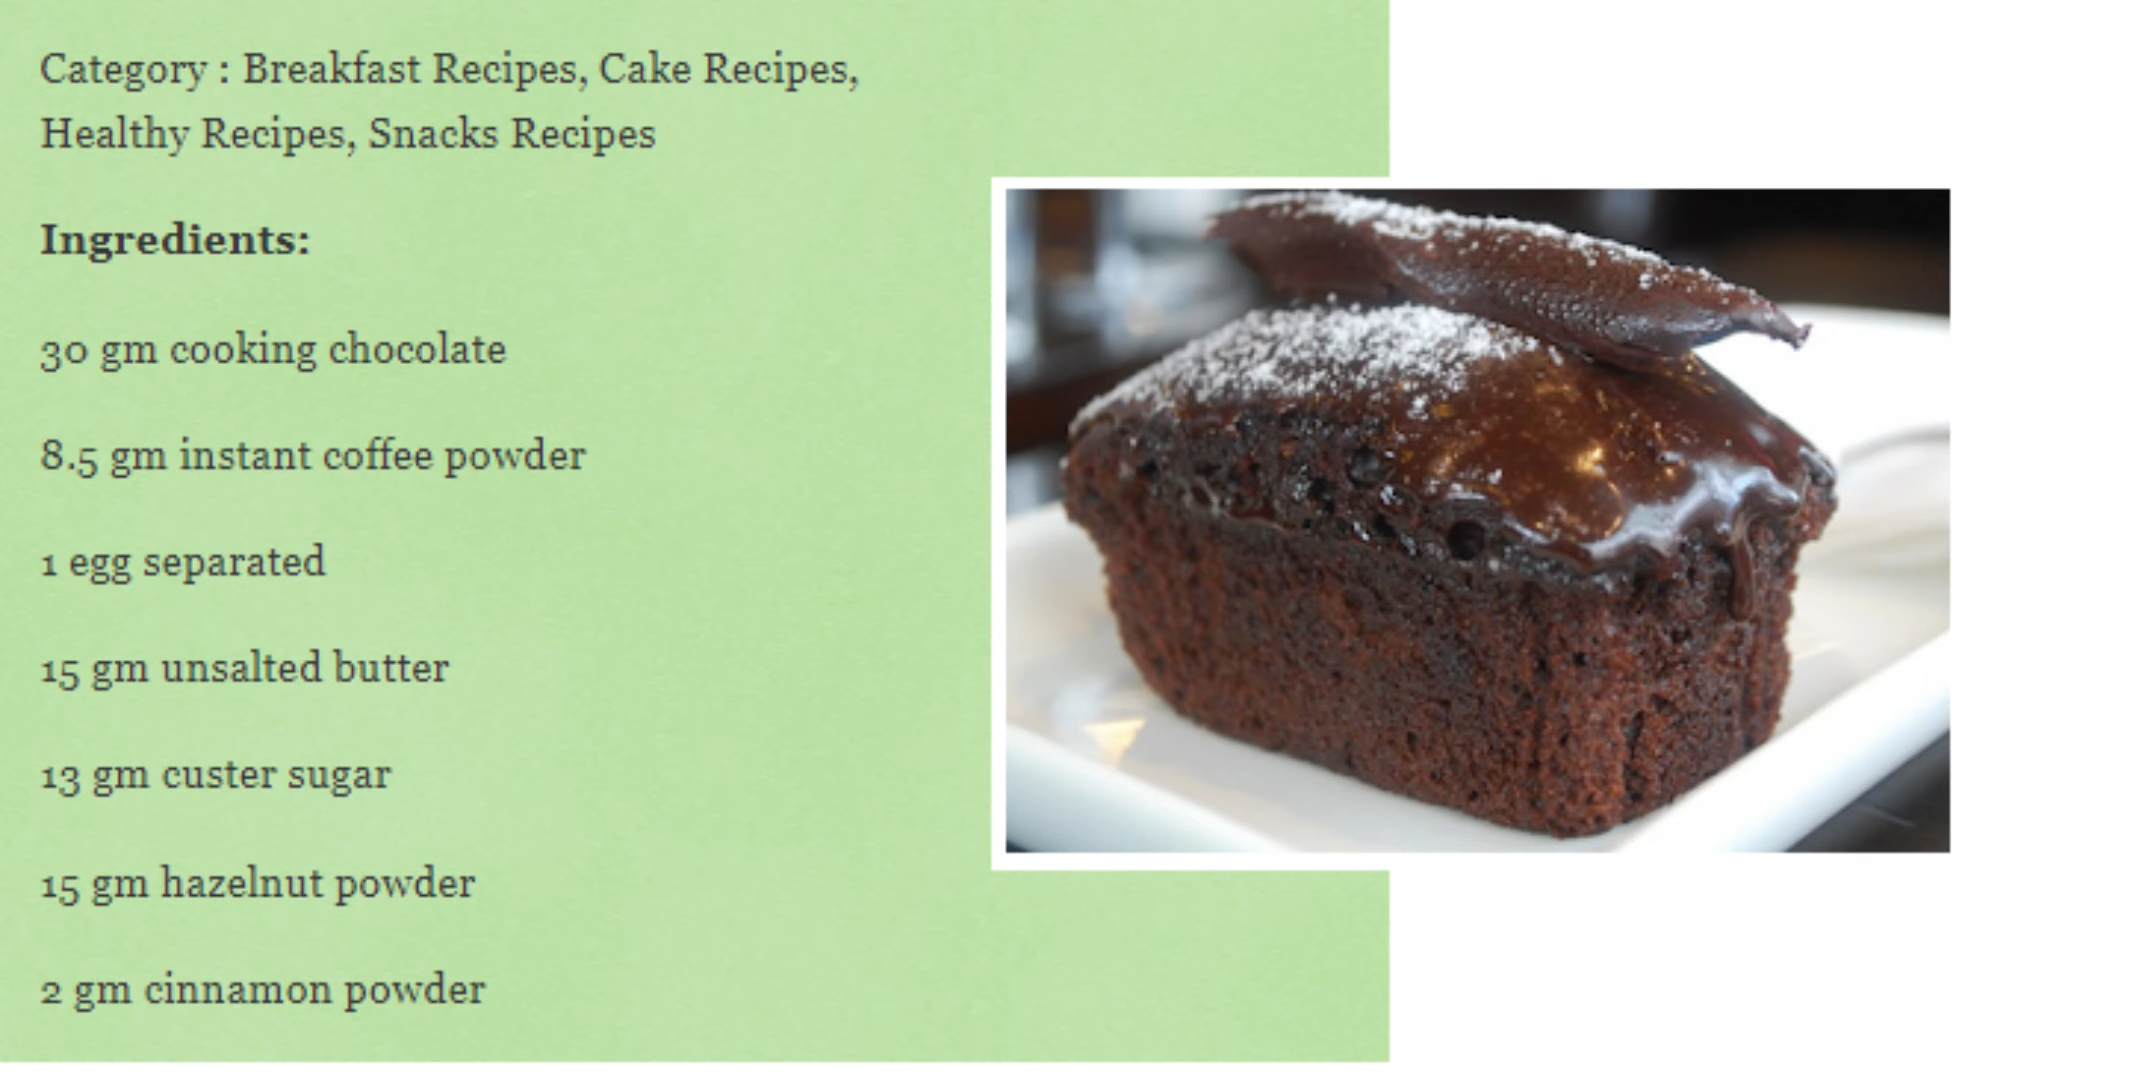 Category : Breakfast Recipes, Cake Recipes,
Healthy Recipes, Snacks Recipes
Ingredients:
30 gm cooking chocolate
8.5 gm instant coffee powder
1 egg separated
15 gm unsalted butter
13 gm custer sugar
15 gm hazelnut powder
2 gm cinnamon powder